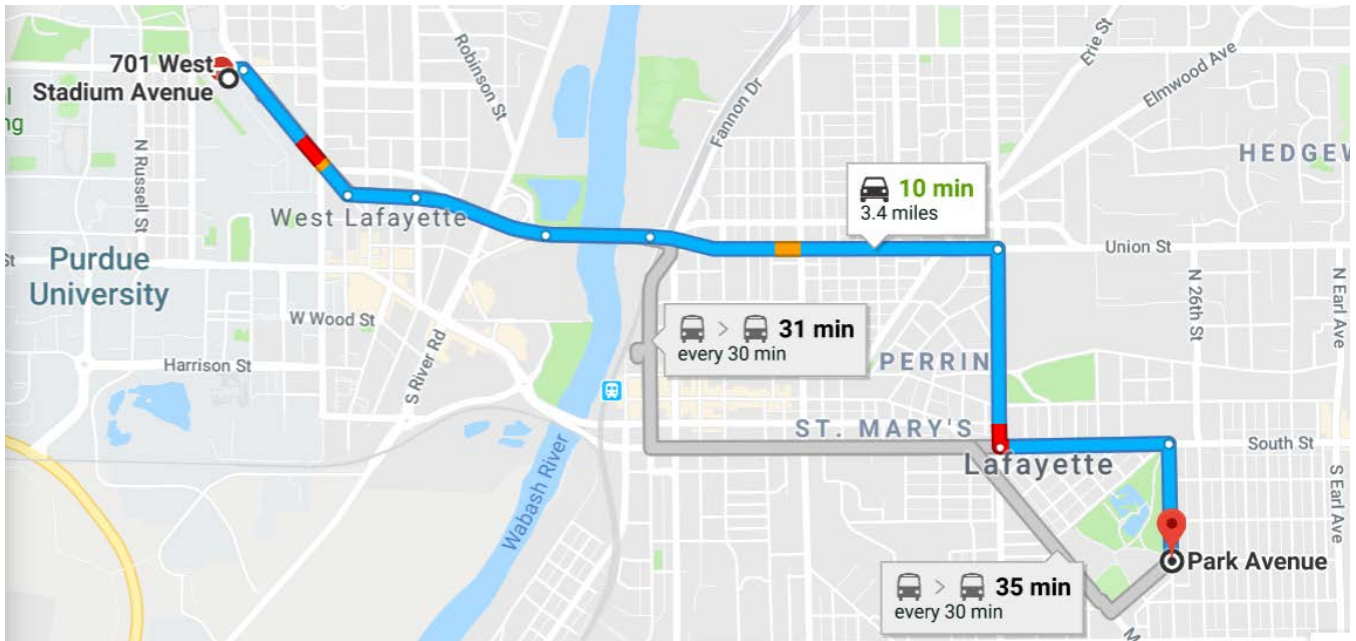 701 West
Stadium Avenue
Robinson St
Fannon Dr
Erie St
Elmwood Ave
N Russell St
HEDGEW
10 min
3.4 miles
West Lafayette
Union St
Purdue
University
N 26th St
N Earl Ave
W Wood St
> 31 min
every 30 min
Harrison St
S River Rd
PERRIN
ST. MARY'S
South St
Lafayette
Wabash River
S Earl Ave
Park Avenue
> 35 min
every 30 min